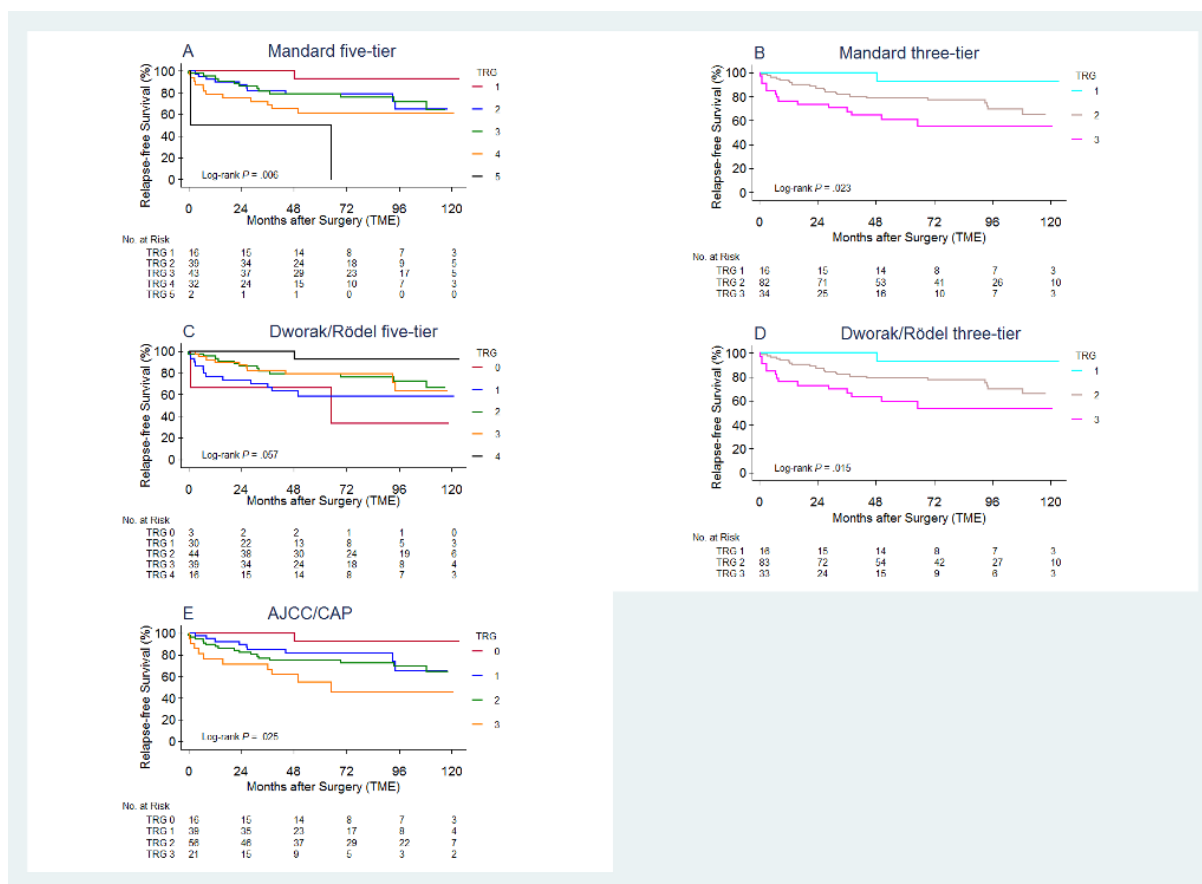 A Mandard five-tier
Relapse-free Survival (%)
100
80
60
40
20
0
Log-rank P = .006
TRG
1
2
3
4
5
0 24 48 72 96 120
Months after Surgery (TME)
No. at Risk
TRG 1 16 15 14 8 7 3
TRG 2 39 34 24 18 9 5
TRG 3 43 37 29 23 17 5
TRG 4 32 24 15 10 7 3
TRG 5 2 1 1 0 0 0
B Mandard three-tier
Relapse-free Survival (%)
100
80
60
40
20
0
Log-rank P = .023
TRG
1
2
3
0 24 48 72 96 120
Months after Surgery (TME)
No. at Risk
TRG 1 16 15 14 8 7 3
TRG 2 82 71 53 41 26 10
TRG 3 34 25 16 10 7 3
C Dworak/Rödel five-tier
Relapse-free Survival (%)
100
80
60
40
20
0
Log-rank P = .057
TRG
0
1
2
3
4
0 24 48 72 96 120
Months after Surgery (TME)
No. at Risk
TRG 0 3 2 2 1 1 0
TRG 1 30 22 13 8 5 3
TRG 2 44 38 30 24 19 6
TRG 3 39 34 24 18 8 4
TRG 4 16 15 14 8 7 3
D Dworak/Rödel three-tier
Relapse-free Survival (%)
100
80
60
40
20
0
Log-rank P = .015
TRG
1
2
3
0 24 48 72 96 120
Months after Surgery (TME)
No. at Risk
TRG 1 16 15 14 8 7 3
TRG 2 83 72 54 42 27 10
TRG 3 33 24 15 9 6 3
E AJCC/CAP
Relapse-free Survival (%)
100
80
60
40
20
0
Log-rank P = .025
TRG
0
1
2
3
0 24 48 72 96 120
Months after Surgery (TME)
No. at Risk
TRG 0 16 15 14 8 7 3
TRG 1 39 35 23 17 8 4
TRG 2 56 46 37 29 22 7
TRG 3 21 15 9 5 3 2